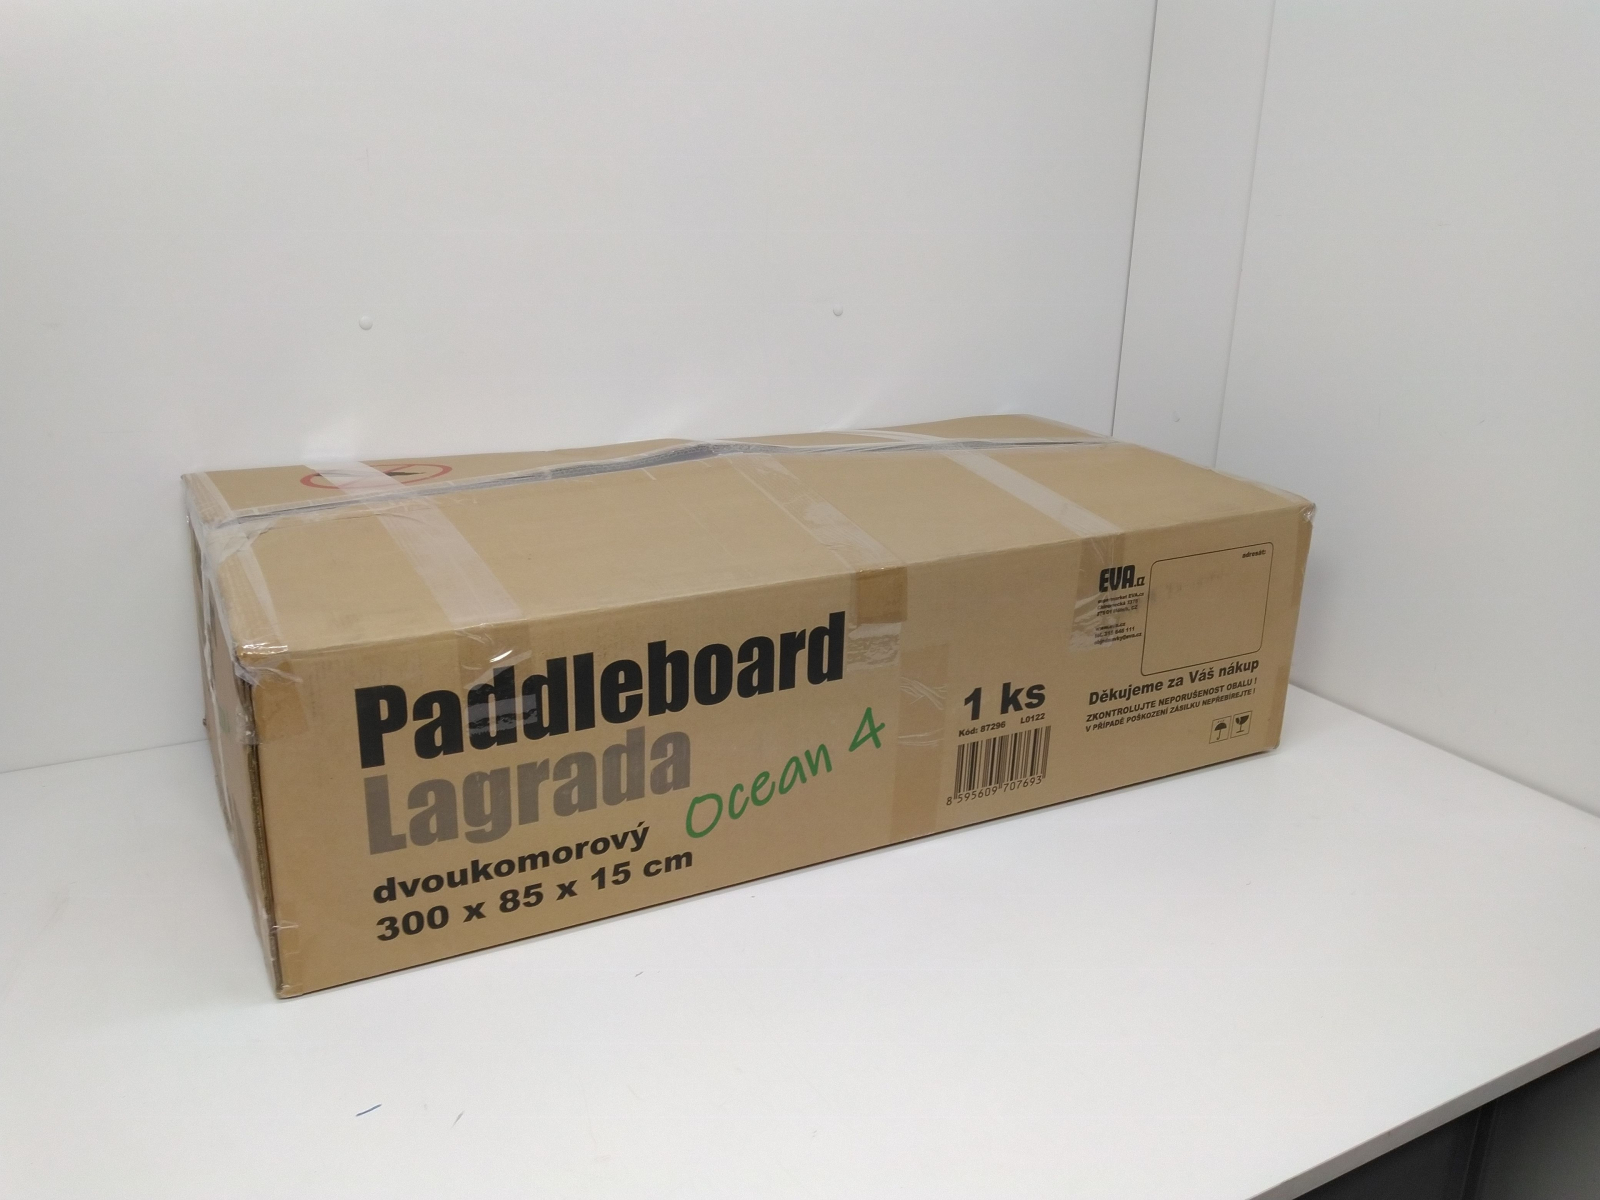 Paddleboard
Lagrada
Ocean 4
dvoukomorový
300 x 85 x 15 cm
1 ks
Kód: 87296 L0122
8 595609 707693
EVA.cz
adresát:
Děkujeme za Váš nákup
ZKONTROLUJTE NEPORUŠENOST OBALU !
V PŘÍPADĚ POŠKOZENÍ ZÁSILKU NEPŘEBÍREJTE !